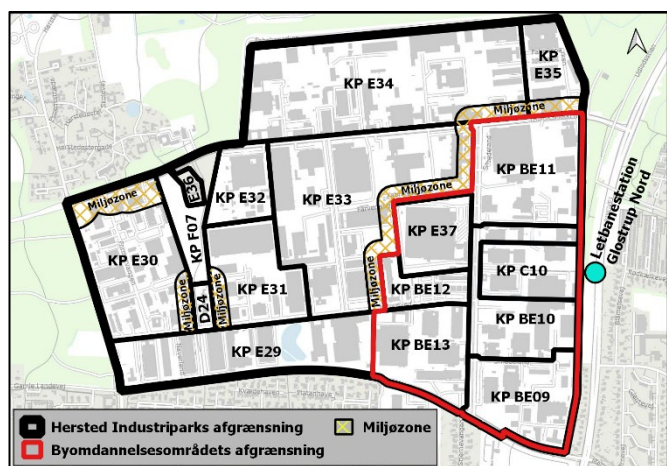 KP E34
KP
E35
Miljøzone
KP BE11
KP E32
KP E33
E36
Miljøzone
Miljøzone
KP F07
KP E30
KP E37
Letbanestation
Glostrup Nord
KP C10
KP E31
KP BE12
Miljøzone
Miljøzone
D24
Miljøzone
KP BE10
KP E29
KP BE13
KP BE09
Hersted Industriparks afgrænsning
Miljøzone
Byomdannelsesområdets afgrænsning